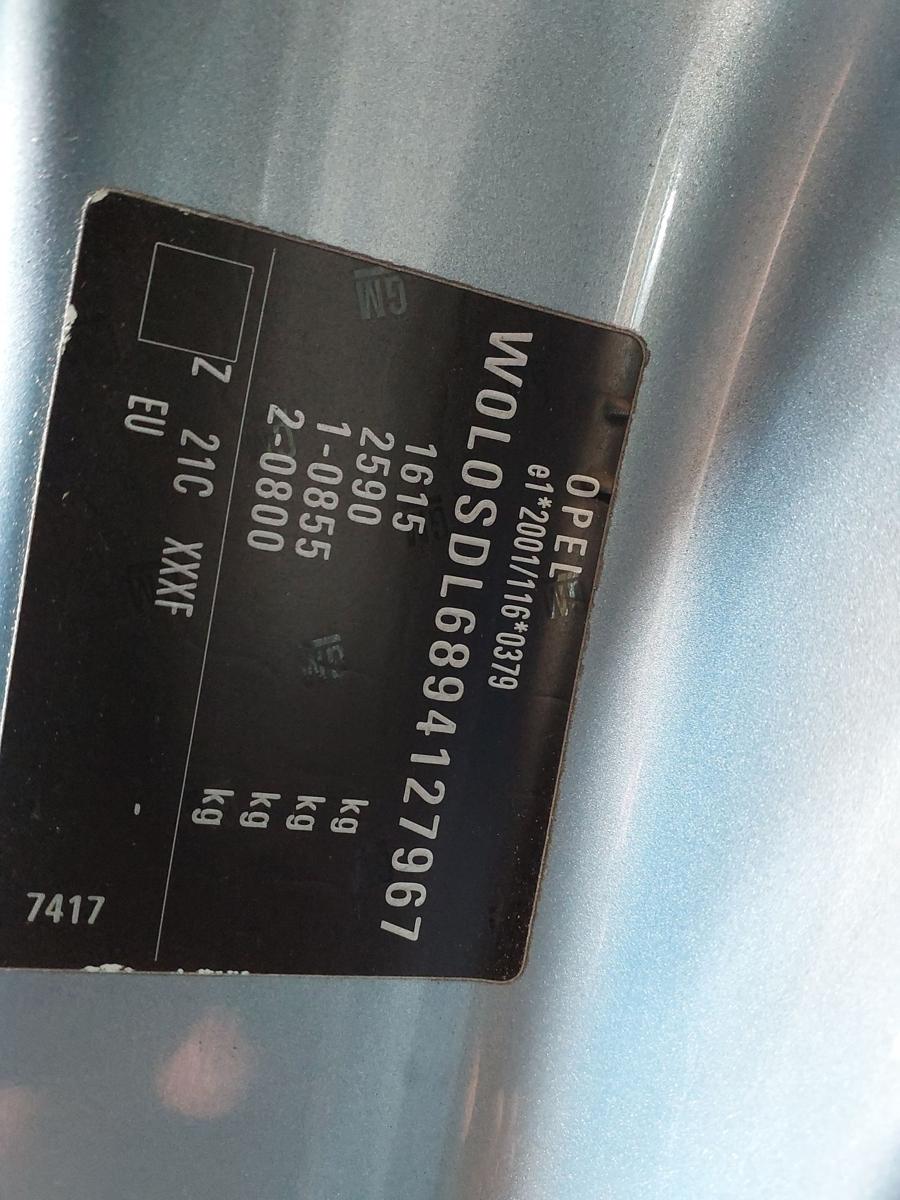 OPEL
e1*2001/116*0379
W0L0SDL6894127967
1615 kg
2590 kg
1-0855 kg
2-0800 kg
Z 21C XXXF -
EU 7417